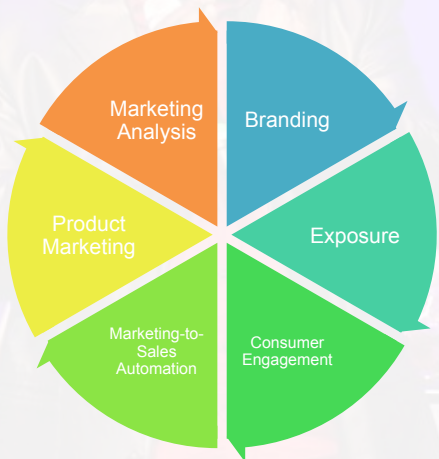 Branding
Exposure
Consumer
Engagement
Marketing-to-
Sales
Automation
Product
Marketing
Marketing
Analysis